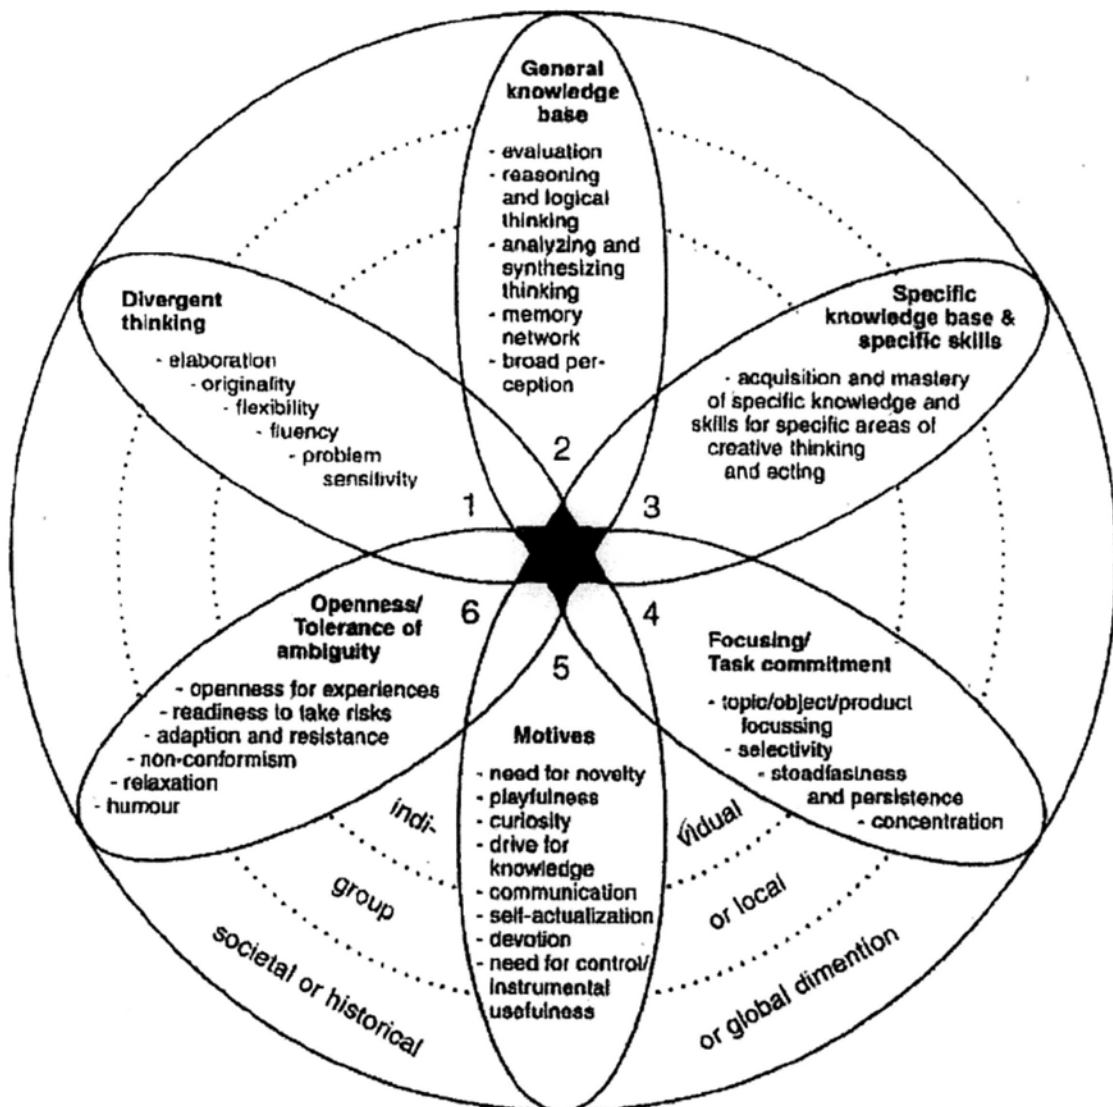 General
knowledge
base
- evaluation
- reasoning
and logical
thinking
- analyzing and
synthesizing
thinking
- memory
network
- broad per-
ception
2
Divergent
thinking
- elaboration
- originality
- flexibility
- fluency
- problem
sensitivity
1
Specific
knowledge base &
specific skills
- acquisition and mastery
of specific knowledge and
skills for specific areas of
creative thinking
and acting
3
Openness/
Tolerance of
ambiguity
- openness for experiences
- readiness to take risks
- adaption and resistance
- non-conformism
- relaxation
- humour
6
Motives
- need for novelty
- playfulness
- curiosity
- drive for
knowledge
- communication
- self-actualization
- devotion
- need for control/
instrumental
usefulness
5
Focusing/
Task commitment
- topic/object/product
focussing
- selectivity
- steadfastness
and persistence
- concentration
4
indi- vidual
group or local
societal or historical or global dimention